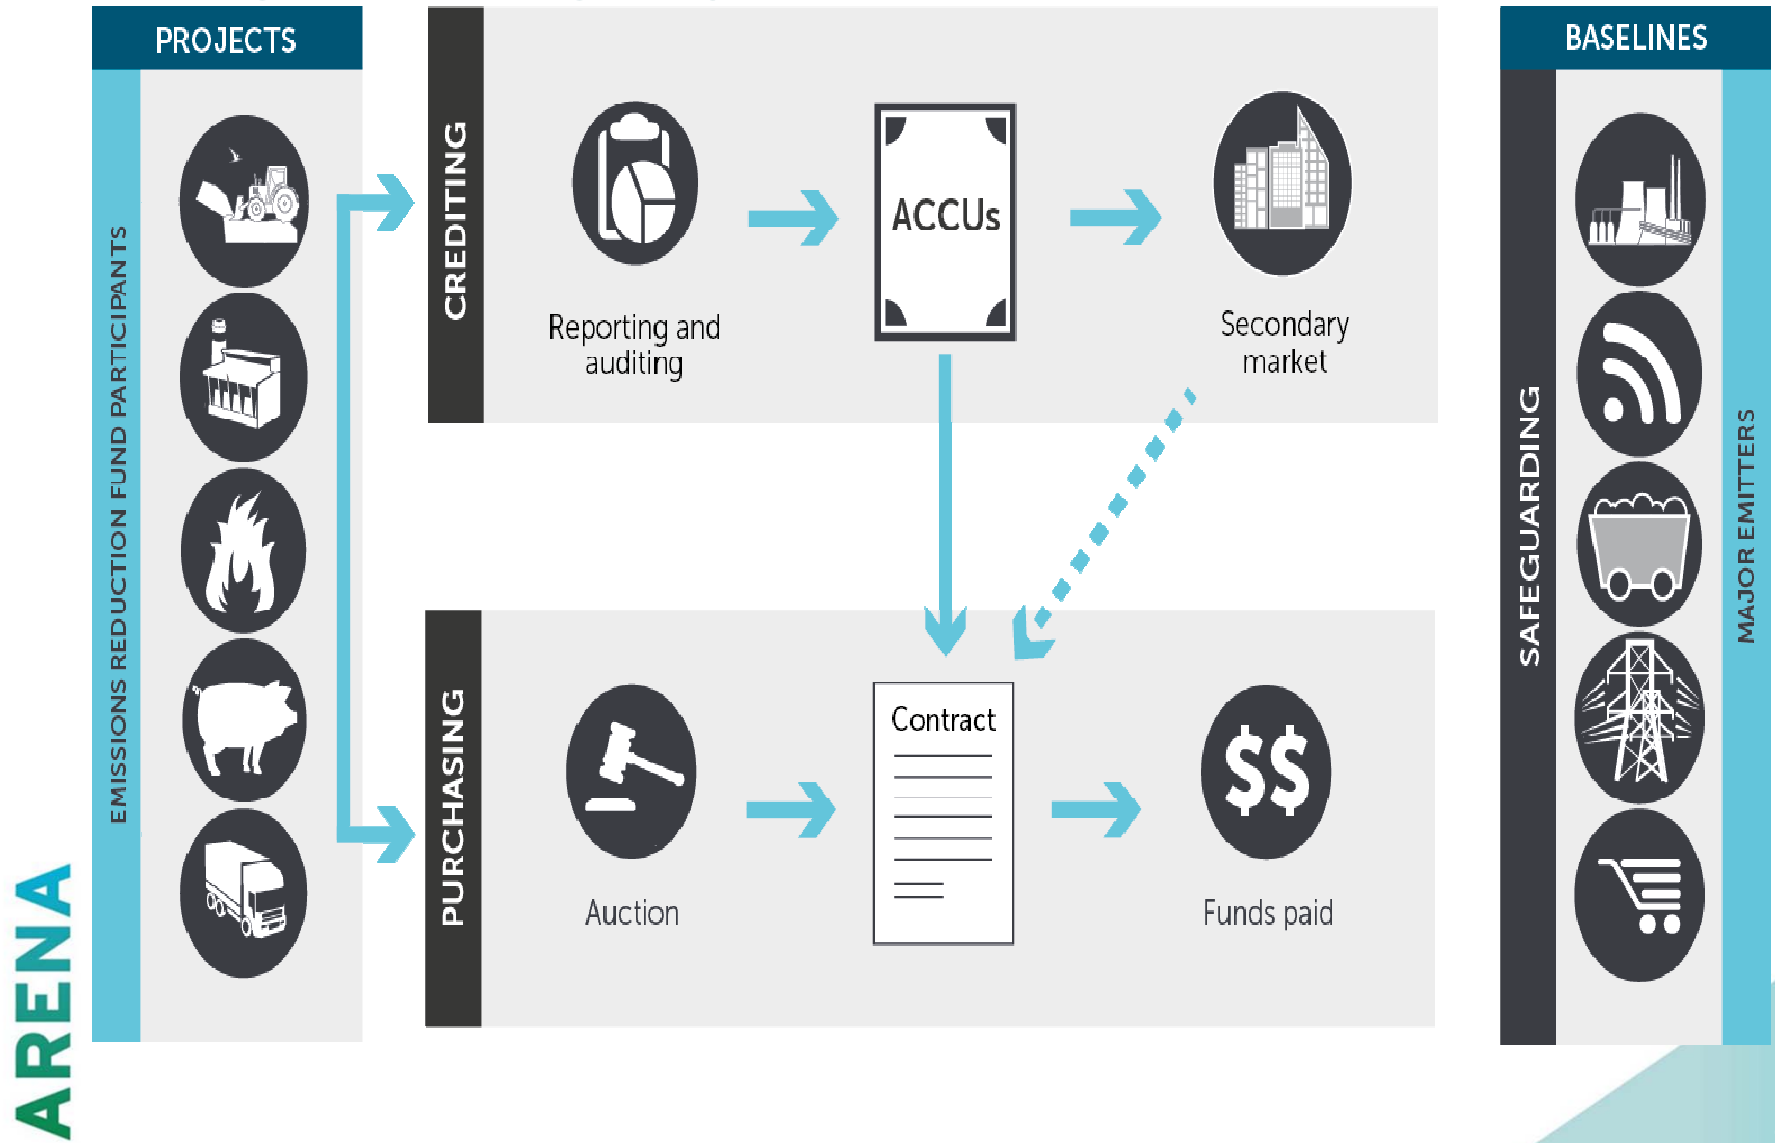 PROJECTS
EMISSIONS REDUCTION FUND PARTICIPANTS
CREDITING
Reporting and
auditing
ACCUs
Secondary
market
PURCHASING
Auction
Contract
$$
Funds paid
BASELINES
SAFEGUARDING
MAJOR EMITTERS
ARENA